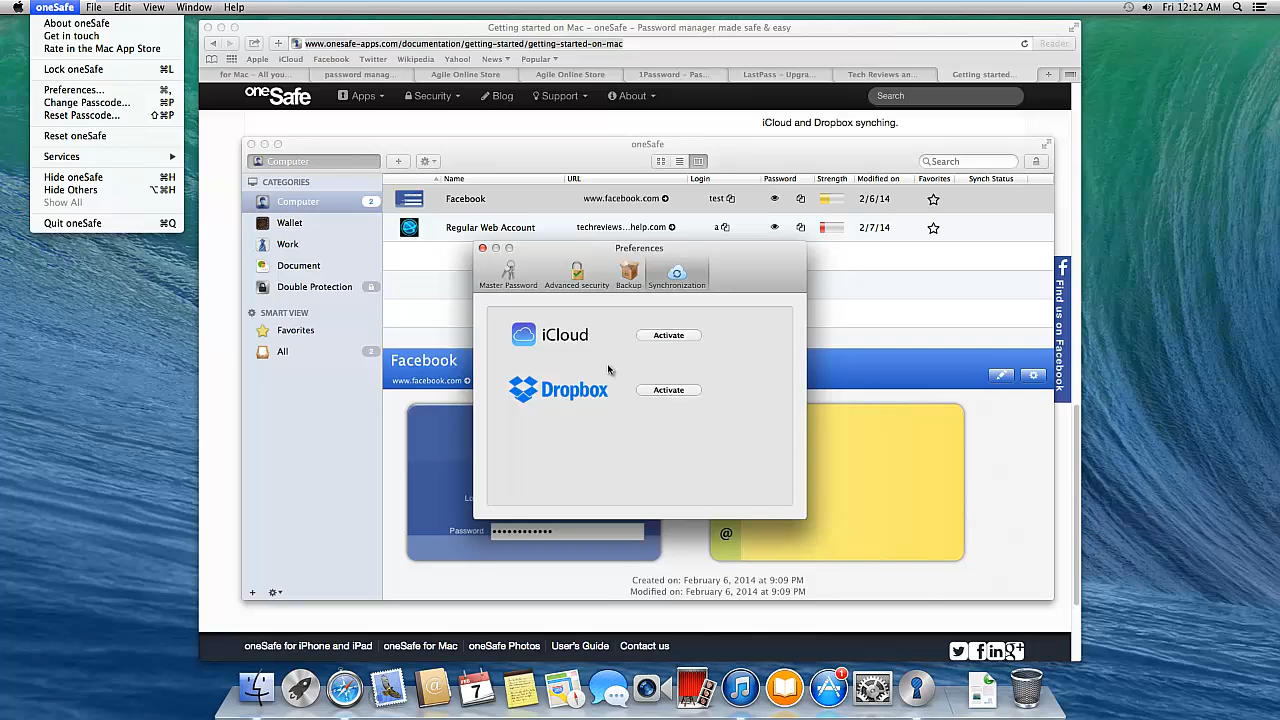 oneSafe File Edit View Window Help Fri 12:12 AM
About oneSafe
Get in touch
Rate in the Mac App Store
Lock oneSafe ⌘L
Preferences... ⌘,
Change Passcode... ⌘P
Reset Passcode... ⇧⌘P
Reset oneSafe
Services
Hide oneSafe ⌘H
Hide Others ⌥⌘H
Show All
Quit oneSafe ⌘Q
Getting started on Mac – oneSafe – Password manager made safe & easy
www.onesafe-apps.com/documentation/getting-started/getting-started-on-mac Reader
Apple iCloud Facebook Twitter Wikipedia Yahoo! News Popular
for Mac – All you... password manag... Agile Online Store Agile Online Store 1Password – Pas... LastPass – Upgra... Tech Reviews an... Getting started...
oneSafe Apps Security Blog Support About Search
iCloud and Dropbox synching.
oneSafe
Computer Search
CATEGORIES
Computer 2
Wallet
Work
Document
Double Protection
SMART VIEW
Favorites
All 2
Name URL Login Password Strength Modified on Favorites Synch Status
Facebook www.facebook.com test 2/6/14
Regular Web Account techreviews...help.com a 2/7/14
Preferences
Master Password Advanced security Backup Synchronization
iCloud Activate
Dropbox Activate
Facebook
www.facebook.com
Lo
Password ••••••••••••
@
Created on: February 6, 2014 at 9:09 PM
Modified on: February 6, 2014 at 9:09 PM
Find us on Facebook
oneSafe for iPhone and iPad oneSafe for Mac oneSafe Photos User's Guide Contact us
FEB
7
1